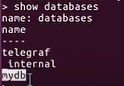 > show databases
name: databases
name
----
telegraf
_internal
mydb